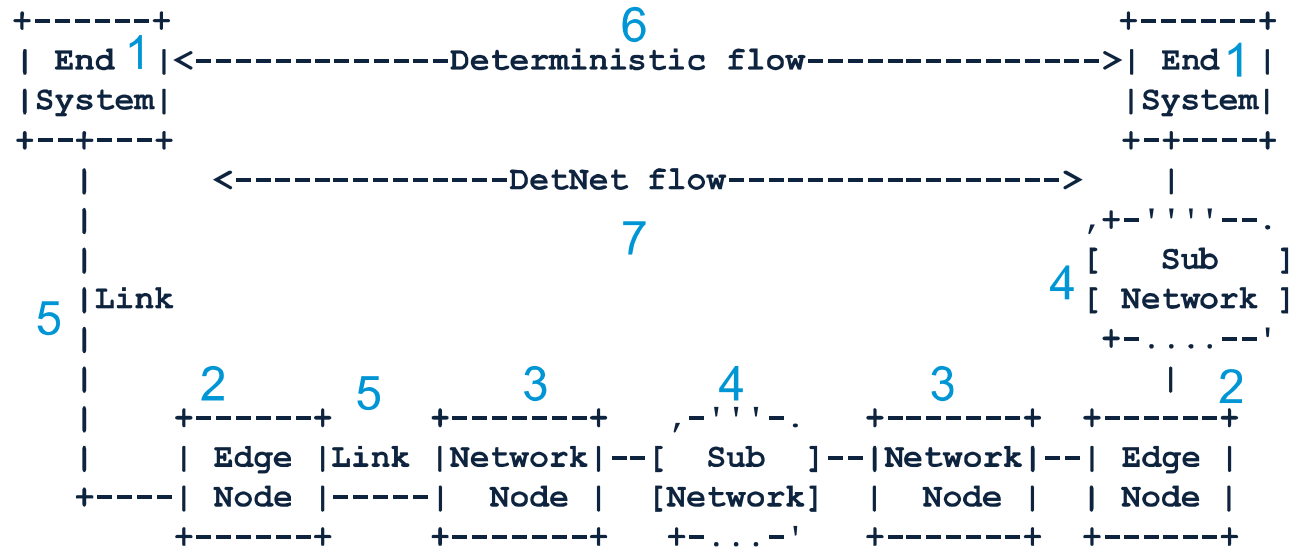 +------+ 6 +------+
| End 1 |<-------------Deterministic flow---------------->| End 1 |
|System| |System|
+--+---+ +-+----+
| <--------------DetNet flow-----------------> |
| 7 ,+-''''--.
| [ Sub ]
5 |Link 4 [ Network ]
| +-....--'
| 2 5 3 4 3 | 2
| +-------+ +-------+ ,-'''-. +-------+ +-------+
| | Edge |Link |Network|--[ Sub ]--|Network|--| Edge |
+----| Node |-----| Node | [Network] | Node | | Node |
+-------+ +-------+ +-...-' +-------+ +-------+